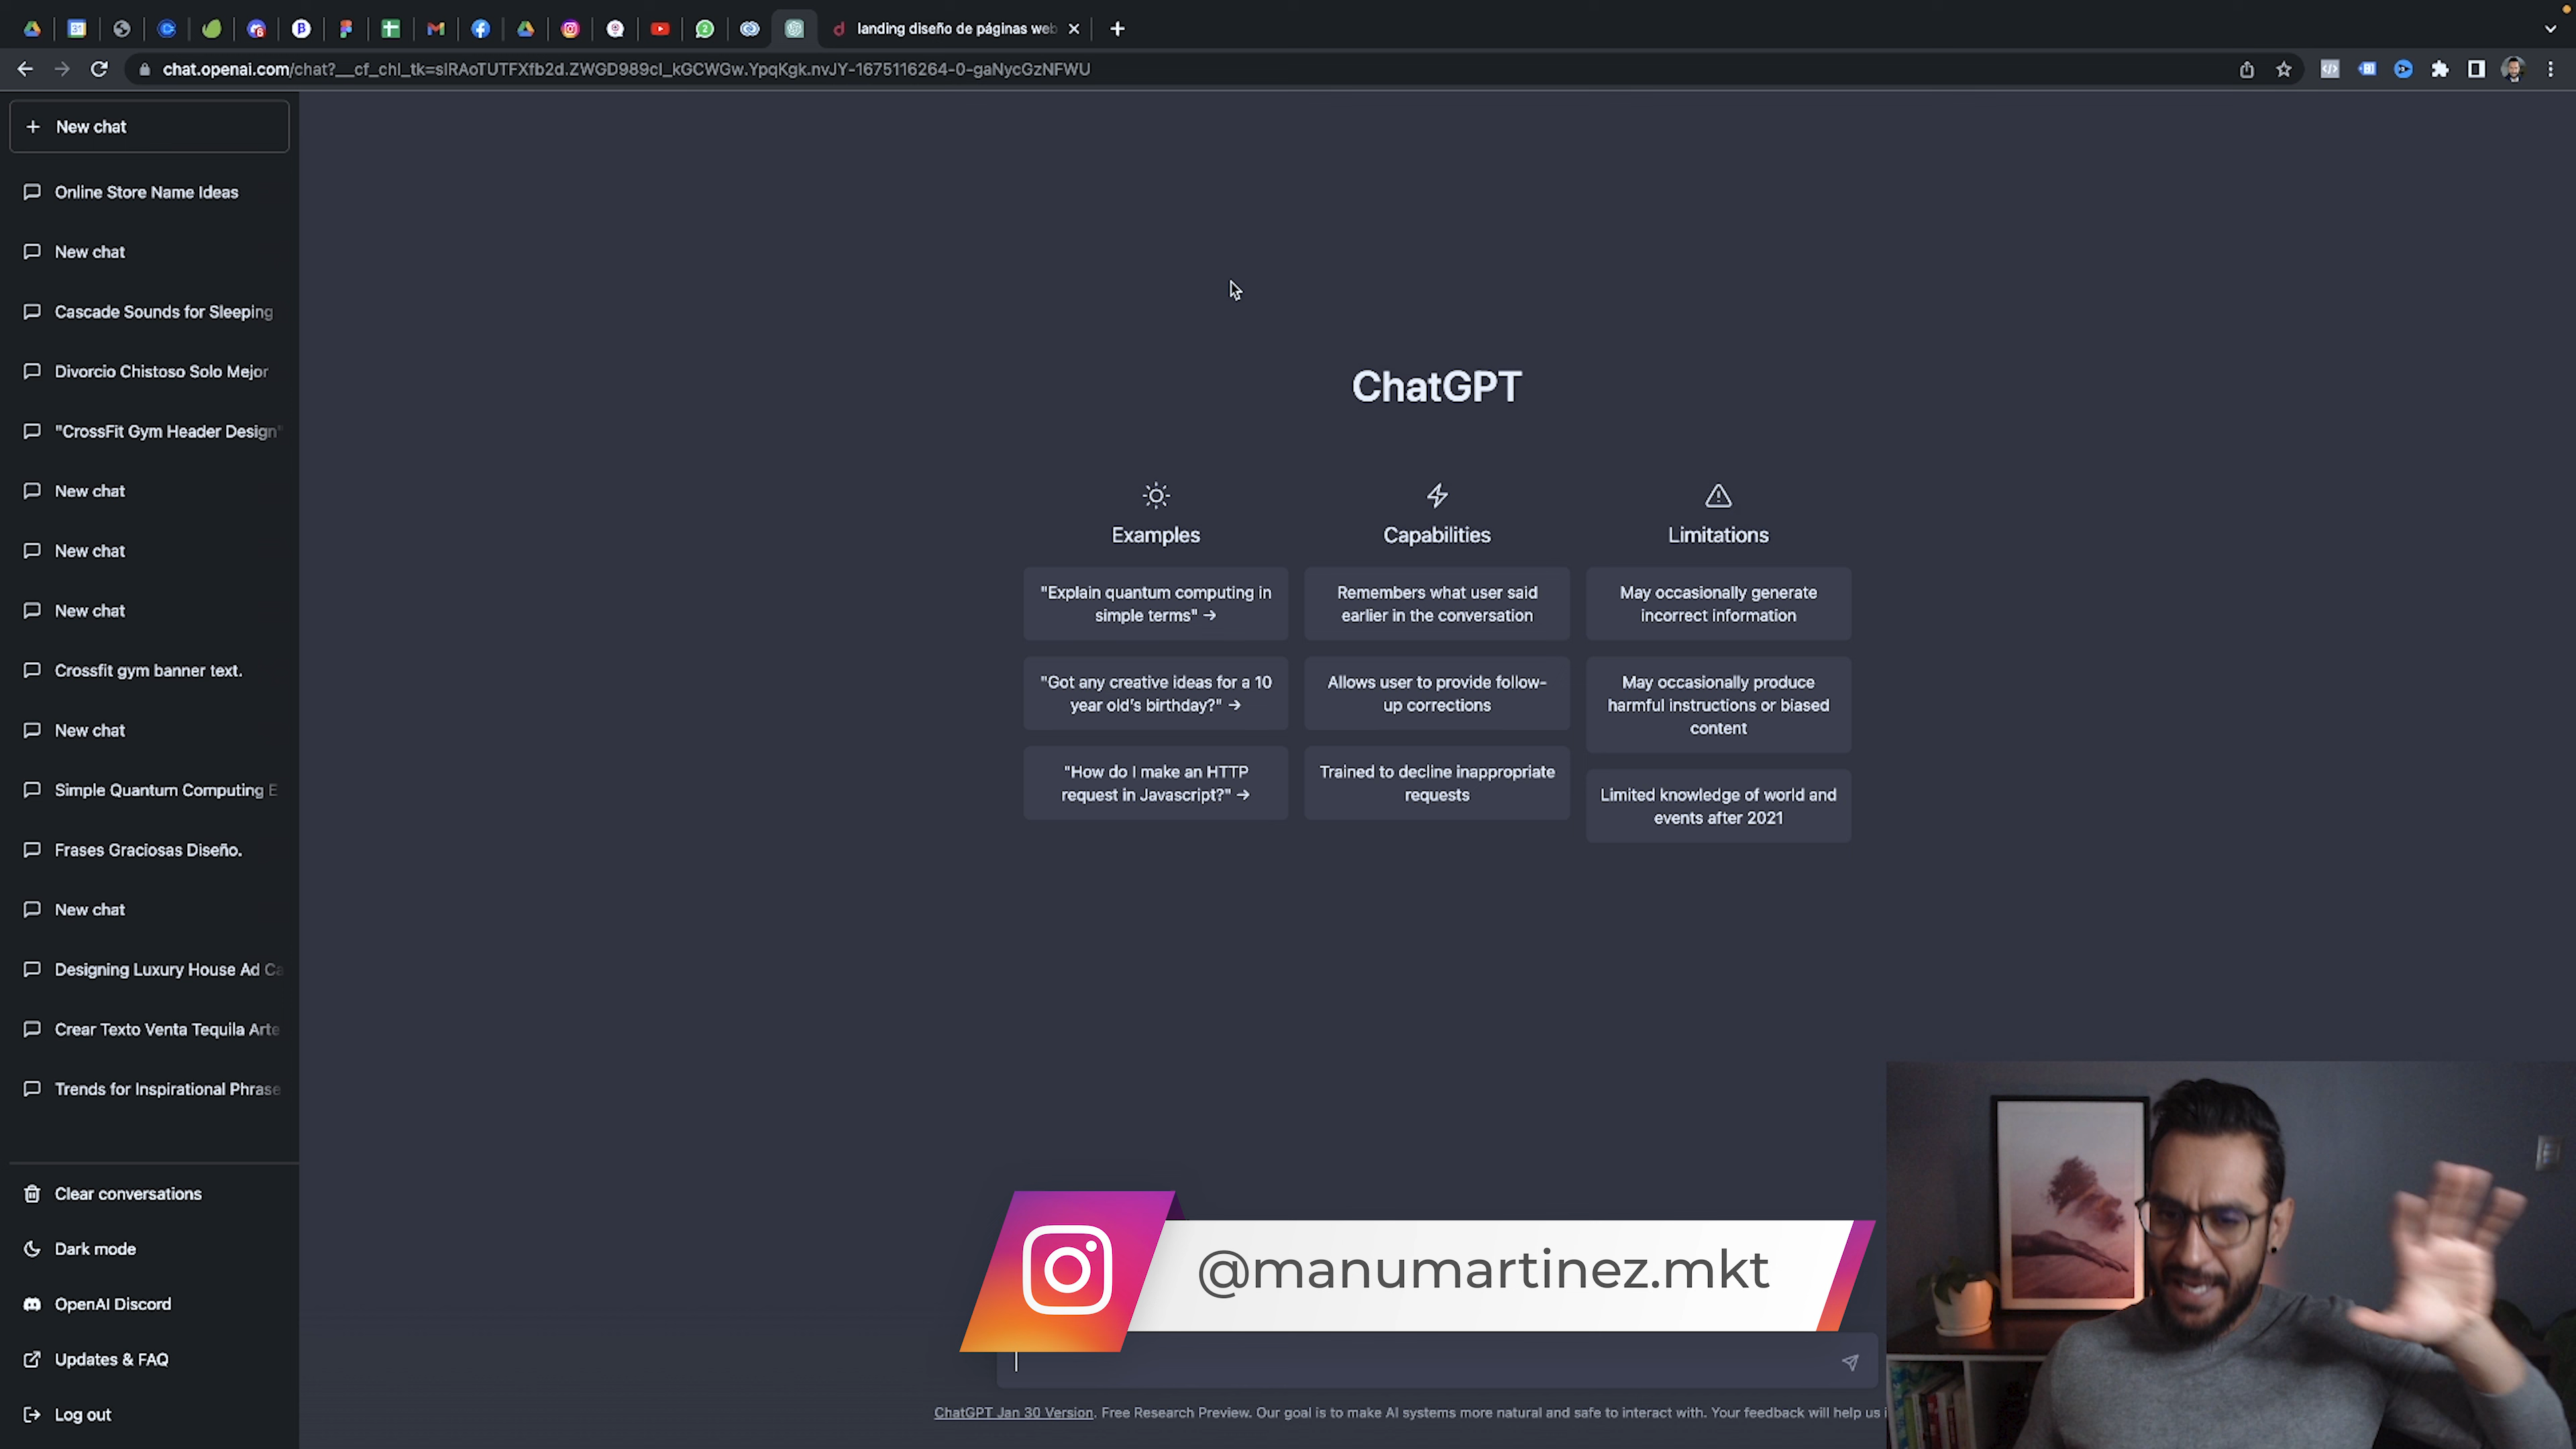 landing diseño de páginas web
chat.openai.com/chat?__cf_chl_tk=sIRAoTUTFXfb2d.ZWGD989cI_kGCWGw.YpqKgk.nvJY-1675116264-0-gaNycGzNFWU
New chat
Online Store Name Ideas
New chat
Cascade Sounds for Sleeping
Divorcio Chistoso Solo Mejor
"CrossFit Gym Header Design"
New chat
New chat
New chat
Crossfit gym banner text.
New chat
Simple Quantum Computing E
Frases Graciosas Diseño.
New chat
Designing Luxury House Ad Ca
Crear Texto Venta Tequila Arte
Trends for Inspirational Phrase
Clear conversations
Dark mode
OpenAI Discord
Updates & FAQ
Log out
ChatGPT
Examples
"Explain quantum computing in
simple terms" →
"Got any creative ideas for a 10
year old's birthday?" →
"How do I make an HTTP
request in Javascript?" →
Capabilities
Remembers what user said
earlier in the conversation
Allows user to provide follow-
up corrections
Trained to decline inappropriate
requests
Limitations
May occasionally generate
incorrect information
May occasionally produce
harmful instructions or biased
content
Limited knowledge of world and
events after 2021
@manumartinez.mkt
ChatGPT Jan 30 Version. Free Research Preview. Our goal is to make AI systems more natural and safe to interact with. Your feedback will help us i